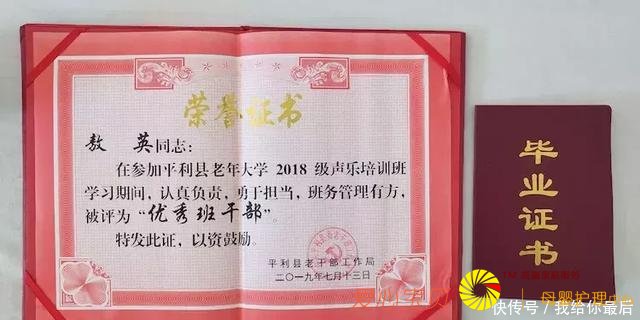 荣誉证书
敖 英同志:
在参加平利县老年大学 2018 级声乐培训班
学习期间,认真负责,勇于担当,班务管理有方,
被评为“优秀班干部”。
特发此证,以资鼓励。
平利县老干部工作局
二〇一九年七月十三日
毕业证书
母婴护理
快传号 / 我给你最后